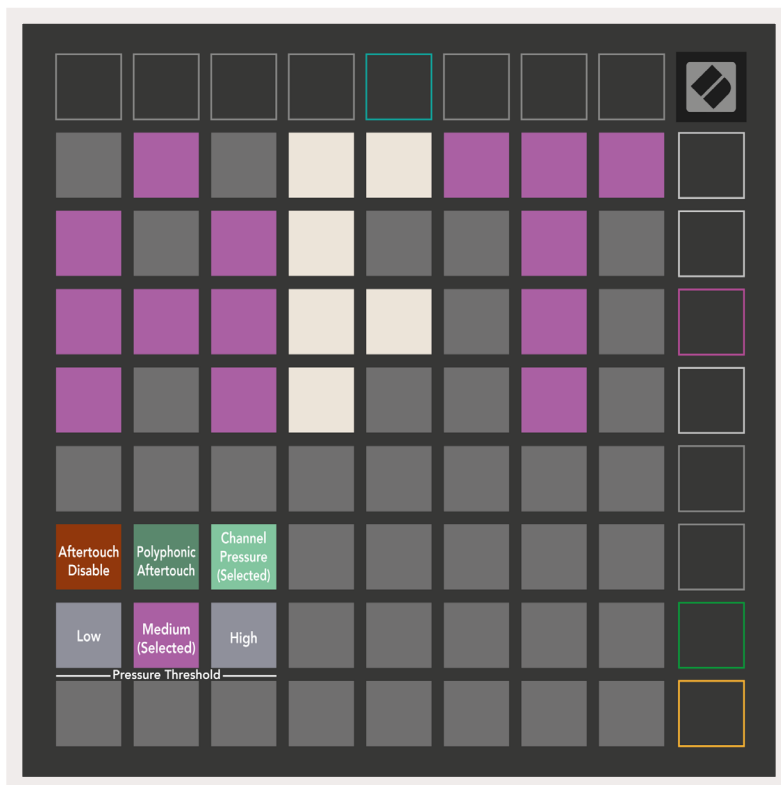 Aftertouch
Disable
Polyphonic
Aftertouch
Channel
Pressure
(Selected)
Low
Medium
(Selected)
High
Pressure Threshold